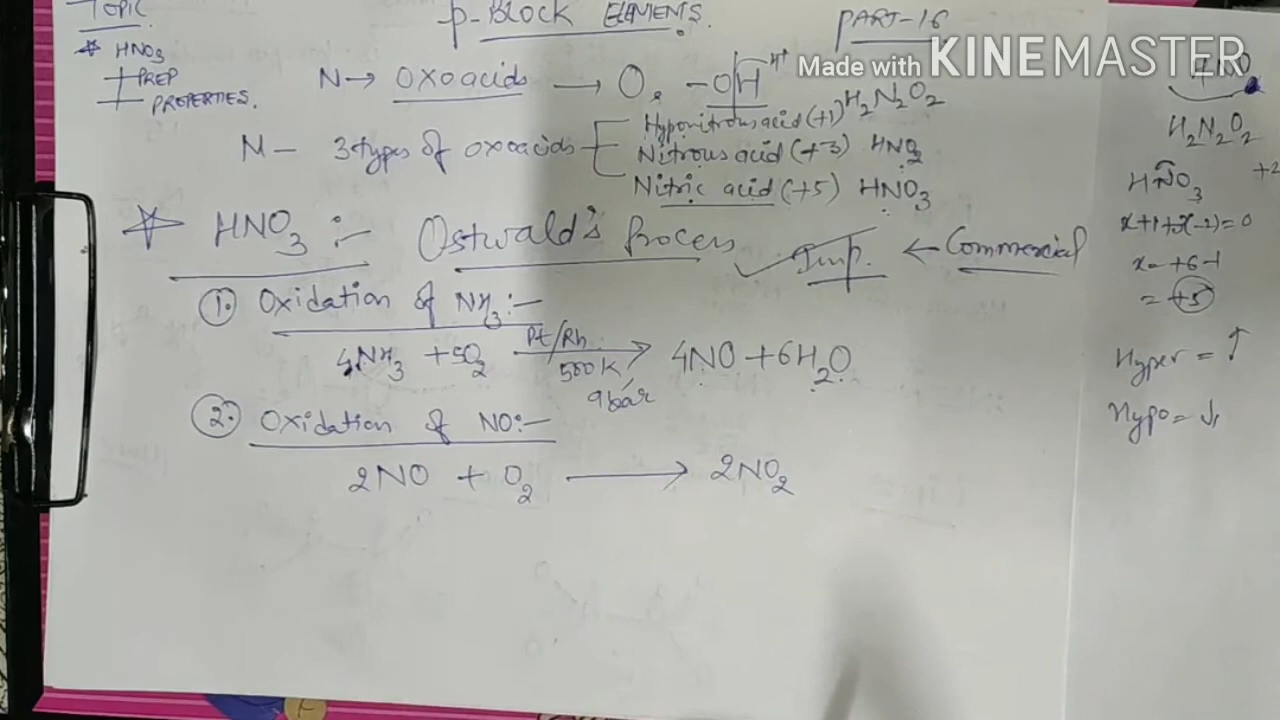 TOPIC
p-BLOCK ELEMENTS.
PART-16
Made with KINEMASTER
* HNO3
PREP
PROPERTIES.
N → oxoacids → O, -OH H+
N - 3 types of oxoacids
Hyponitrous acid (+1) H2N2O2
Nitrous acid (+3) HNO2
Nitric acid (+5) HNO3
☆ HNO3 :- Ostwald's Process ✓ Imp. ← Commercial
① Oxidation of NH3:-
4NH3 + 5O2 Pt/Rh → 4NO + 6H2O
500K
9bar
② Oxidation of NO:-
2NO + O2 → 2NO2
H2N2O2
HNO3 +2
x+1+3(-2)=0
x= +6-1
= +5
Hyper = ↑
Hypo = ↓